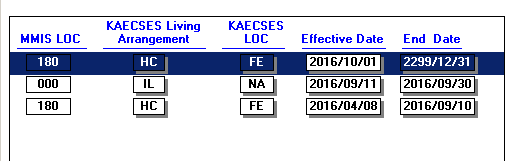 MMIS LOC KAECSES Living Arrangement KAECSES LOC Effective Date End Date
180 HC FE 2016/10/01 2299/12/31
000 IL NA 2016/09/11 2016/09/30
180 HC FE 2016/04/08 2016/09/10